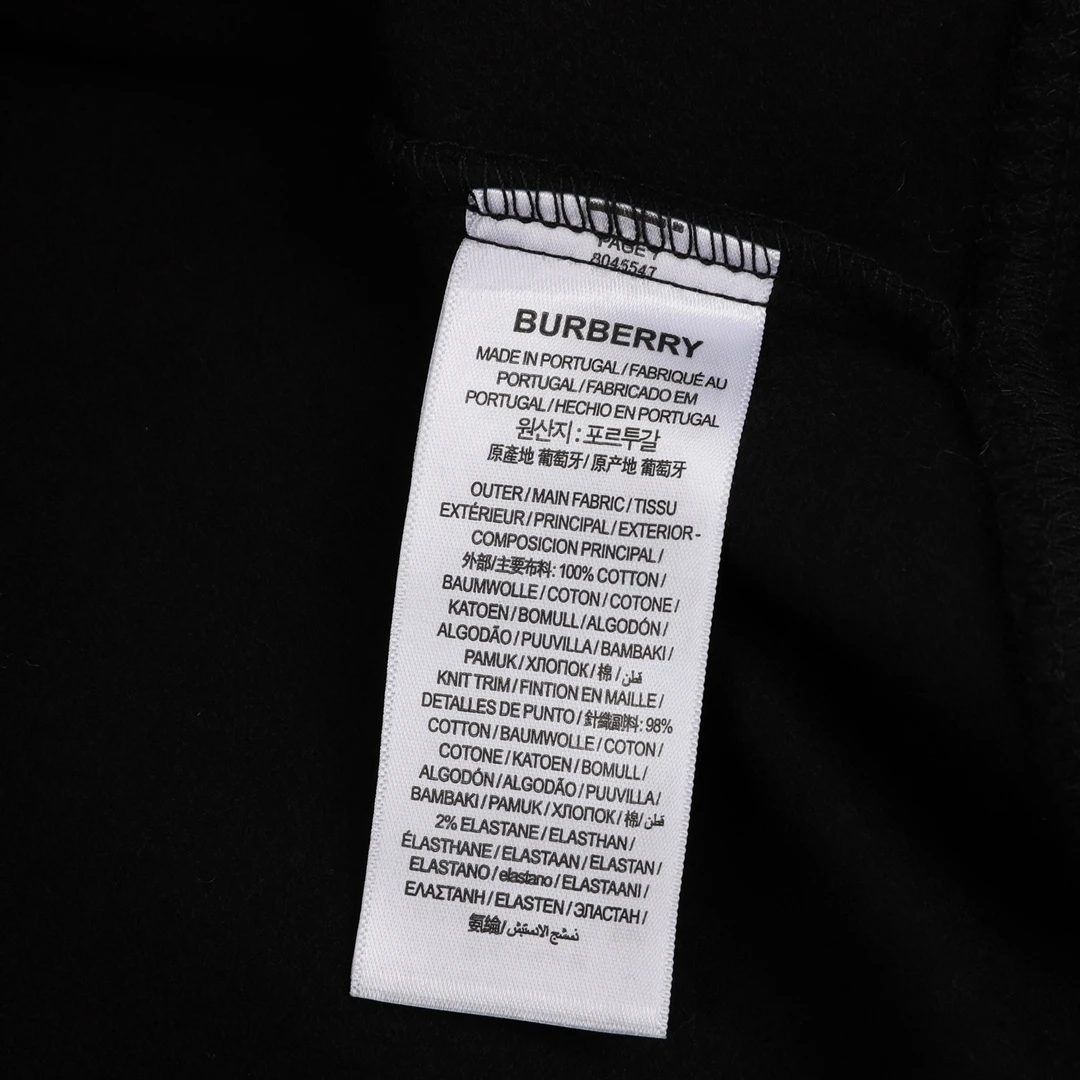 8045547
BURBERRY
MADE IN PORTUGAL / FABRIQUÉ AU
PORTUGAL / FABRICADO EM
PORTUGAL / HECHO EN PORTUGAL
원산지 : 포르투갈
原產地 葡萄牙/ 原产地 葡萄牙
OUTER / MAIN FABRIC / TISSU
EXTÉRIEUR / PRINCIPAL / EXTERIOR -
COMPOSICION PRINCIPAL /
外部/主要布料: 100% COTTON /
BAUMWOLLE / COTON / COTONE /
KATOEN / BOMULL / ALGODÓN /
ALGODÃO / PUUVILLA / BAMBAKI /
PAMUK / ХЛОПОК / 棉 / قطن
KNIT TRIM / FINTION EN MAILLE /
DETALLES DE PUNTO / 針織副料: 98%
COTTON / BAUMWOLLE / COTON /
COTONE / KATOEN / BOMULL /
ALGODÓN / ALGODÃO / PUUVILLA /
BAMBAKI / PAMUK / ХЛОПОК / 棉/ قطن
2% ELASTANE / ELASTHAN /
ÉLASTHANE / ELASTAAN / ELASTAN /
ELASTANO / elastano / ELASTAANI /
ΕΛΑΣΤΑΝΗ / ELASTEN / ЭЛАСТАН /
氨綸/